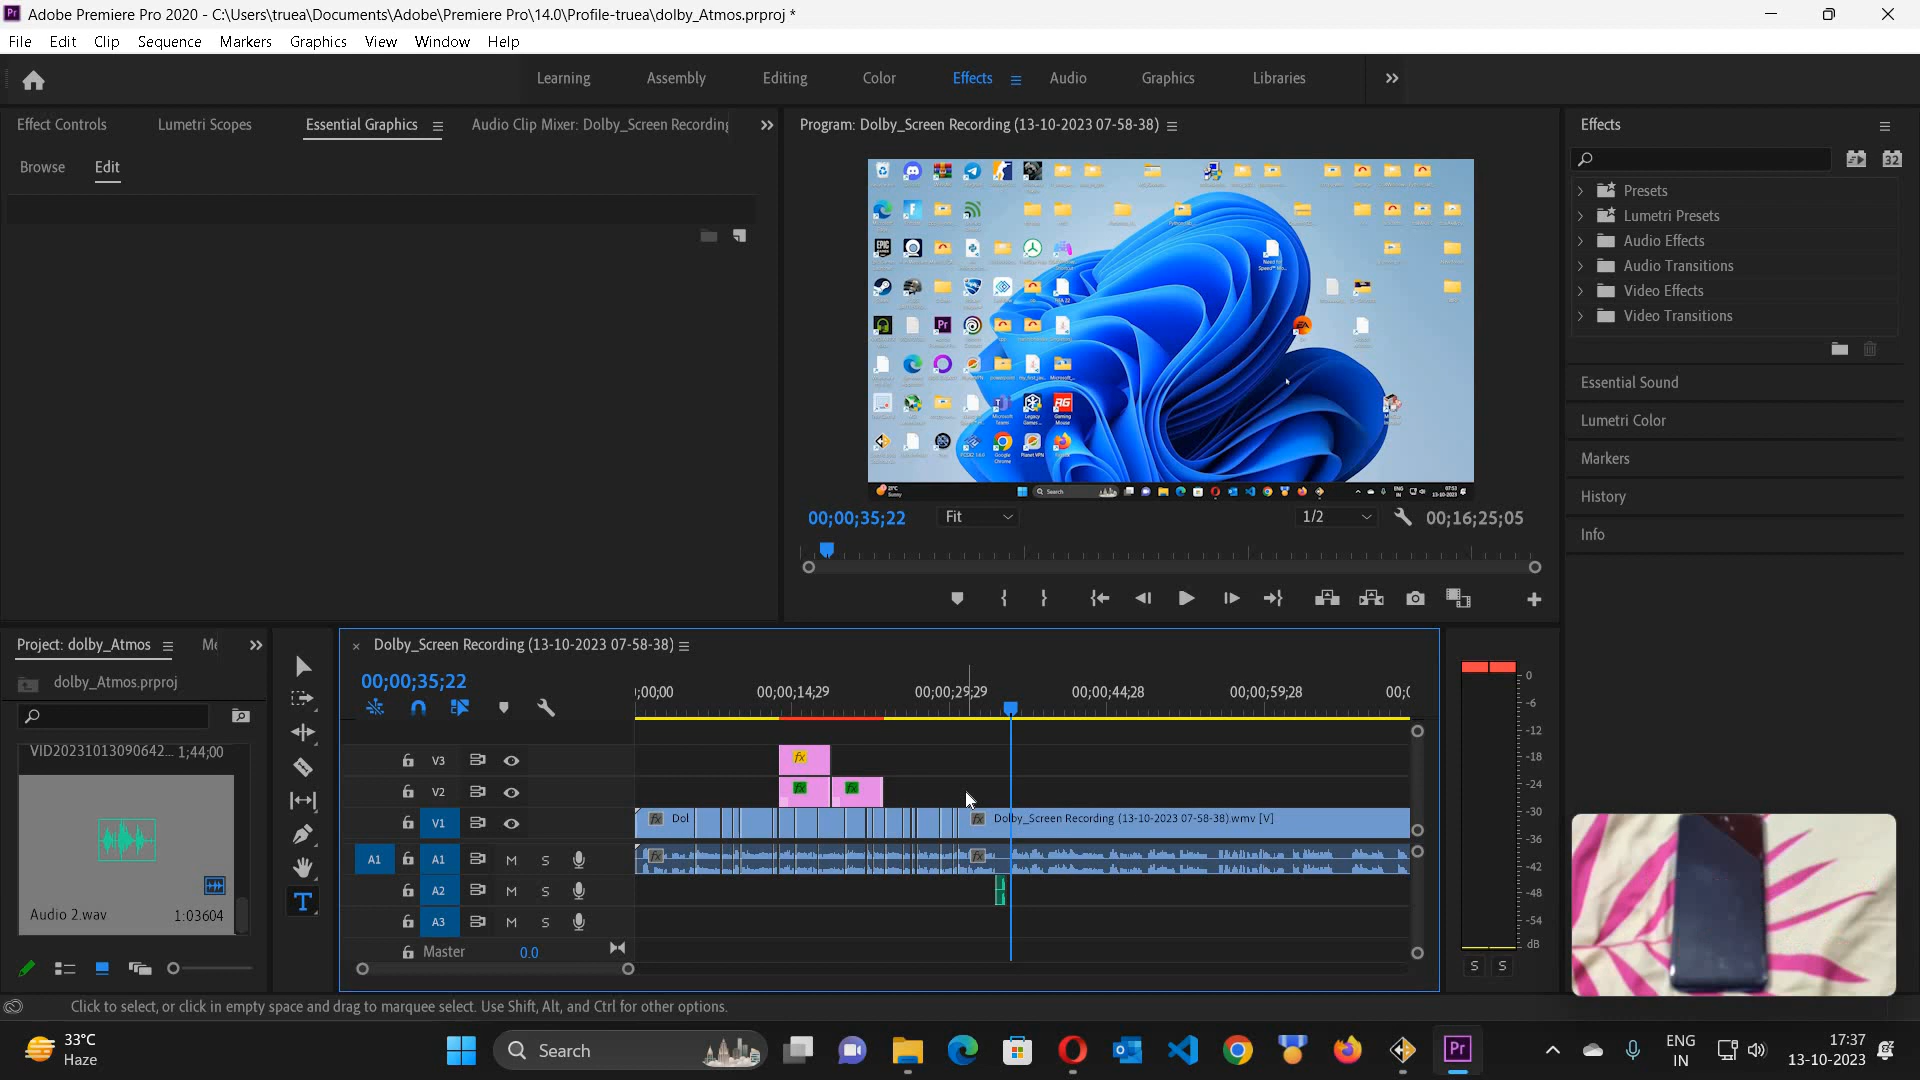 Adobe Premiere Pro 2020 - C:\Users\truea\Documents\Adobe\Premiere Pro\14.0\Profile-truea\dolby_Atmos.prproj *
File Edit Clip Sequence Markers Graphics View Window Help
Learning Assembly Editing Color Effects Audio Graphics Libraries
Effect Controls Lumetri Scopes Essential Graphics Audio Clip Mixer: Dolby_Screen Recording
Browse Edit
Program: Dolby_Screen Recording (13-10-2023 07-58-38)
00;00;35;22 Fit 1/2 00;16;25;05
Effects
32
Presets
Lumetri Presets
Audio Effects
Audio Transitions
Video Effects
Video Transitions
Essential Sound
Lumetri Color
Markers
History
Info
Project: dolby_Atmos Me
dolby_Atmos.prproj
VID20231013090642... 1;44;00
Audio 2.wav 1:03604
Dolby_Screen Recording (13-10-2023 07-58-38)
00;00;35;22
;00;00 00;00;14;29 00;00;29;29 00;00;44;28 00;00;59;28 00;(
V3 fx
V2 fx fx
V1 fx Dol fx Dolby_Screen Recording (13-10-2023 07-58-38).wmv [V]
A1 A1 M S fx fx
A2 M S
A3 M S
Master 0.0
0
-6
-12
-18
-24
-30
-36
-42
-48
-54
dB
S S
Click to select, or click in empty space and drag to marquee select. Use Shift, Alt, and Ctrl for other options.
33°C
Haze
Search
Pr
ENG
IN
17:37
13-10-2023